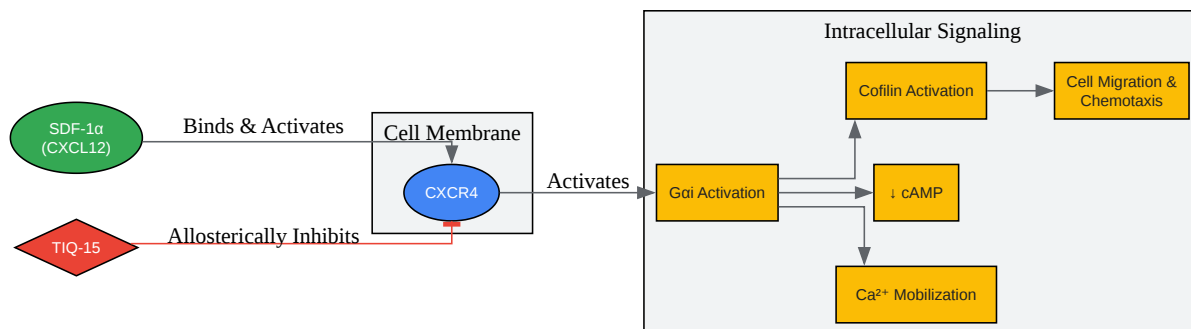 Intracellular Signaling
Cofilin Activation
Cell Migration &
Chemotaxis
SDF-1α
(CXCL12)
Binds & Activates
Cell Membrane
CXCR4
Activates
Gαi Activation
↓ cAMP
TIQ-15
Allosterically Inhibits
Ca²⁺ Mobilization